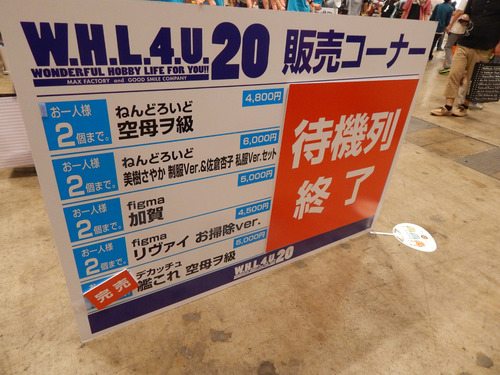 W.H.L.4.U.20 販売コーナー
WONDERFUL HOBBY LIFE FOR YOU!!
MAX FACTORY and GOOD SMILE COMPANY
お一人様
2個まで。
ねんどろいど
空母ヲ級
4,800円
お一人様
2個まで。
ねんどろいど
美樹さやか 制服Ver.&佐倉杏子 私服Ver.セット
6,000円
お一人様
2個まで。
figma
加賀
5,000円
お一人様
2個まで。
figma
リヴァイ お掃除ver.
4,500円
2
完売
デカッチュ
艦これ 空母ヲ級
5,000円
待機列
終了
W.H.L.4.U.20